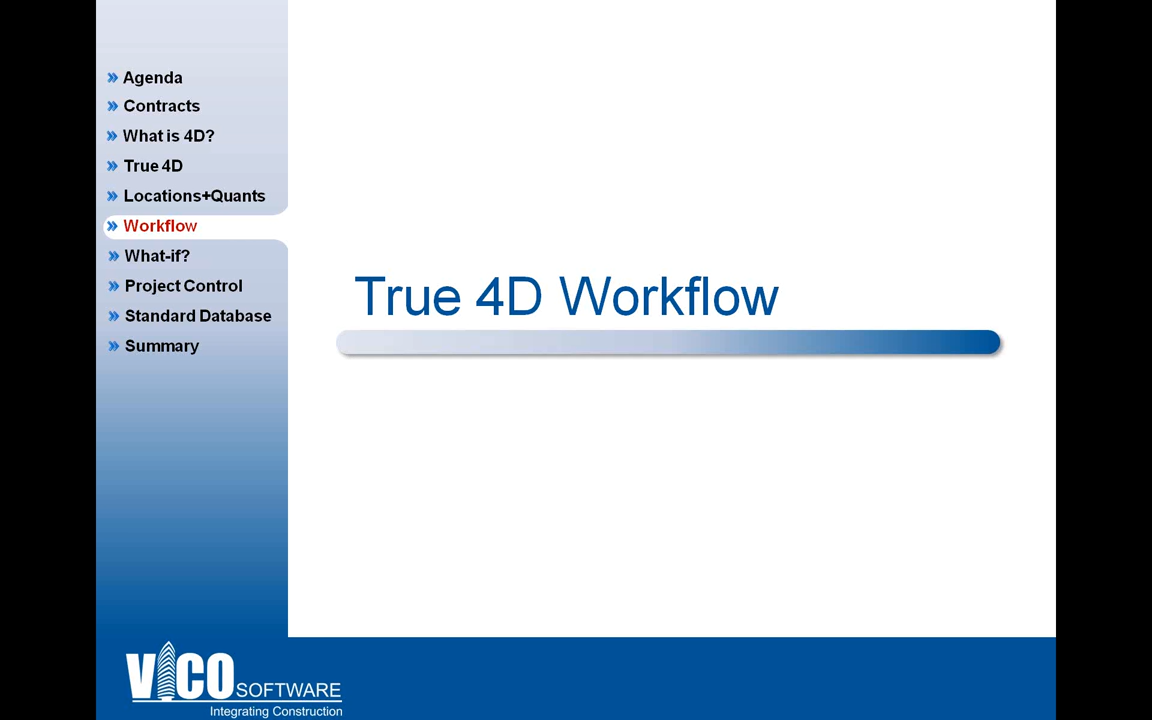 Agenda
Contracts
What is 4D?
True 4D
Locations+Quants
Workflow
What-if?
Project Control
Standard Database
Summary
True 4D Workflow
VICO SOFTWARE
Integrating Construction